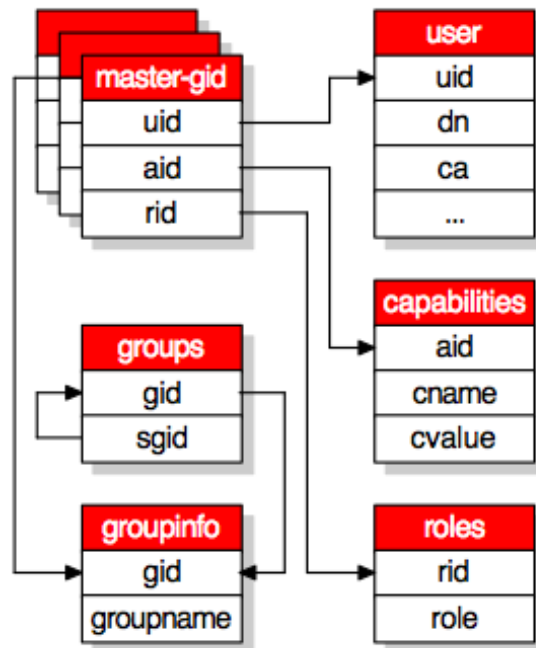 master-gid
uid
aid
rid
user
uid
dn
ca
...
capabilities
aid
cname
cvalue
groups
gid
sgid
groupinfo
gid
groupname
roles
rid
role